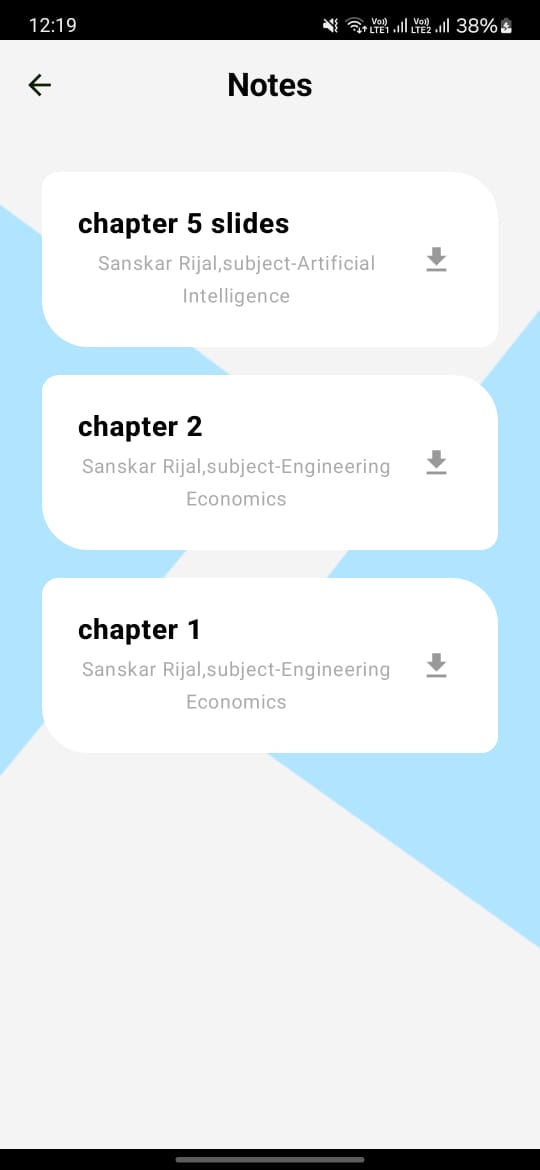 12:19
Vo)) LTE1 Vo)) LTE2 38%
Notes
chapter 5 slides
Sanskar Rijal,subject-Artificial
Intelligence
chapter 2
Sanskar Rijal,subject-Engineering
Economics
chapter 1
Sanskar Rijal,subject-Engineering
Economics